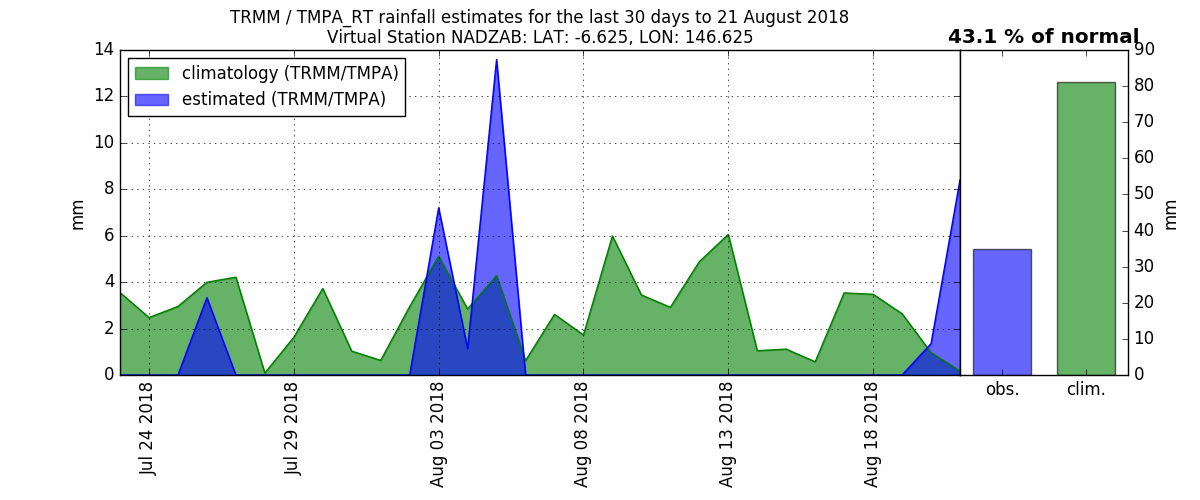 TRMM / TMPA_RT rainfall estimates for the last 30 days to 21 August 2018
Virtual Station NADZAB: LAT: -6.625, LON: 146.625
43.1 % of normal
climatology (TRMM/TMPA)
estimated (TRMM/TMPA)
14
12
10
8
6
4
2
0
mm
Jul 24 2018
Jul 29 2018
Aug 03 2018
Aug 08 2018
Aug 13 2018
Aug 18 2018
90
80
70
60
50
40
30
20
10
0
mm
obs.
clim.